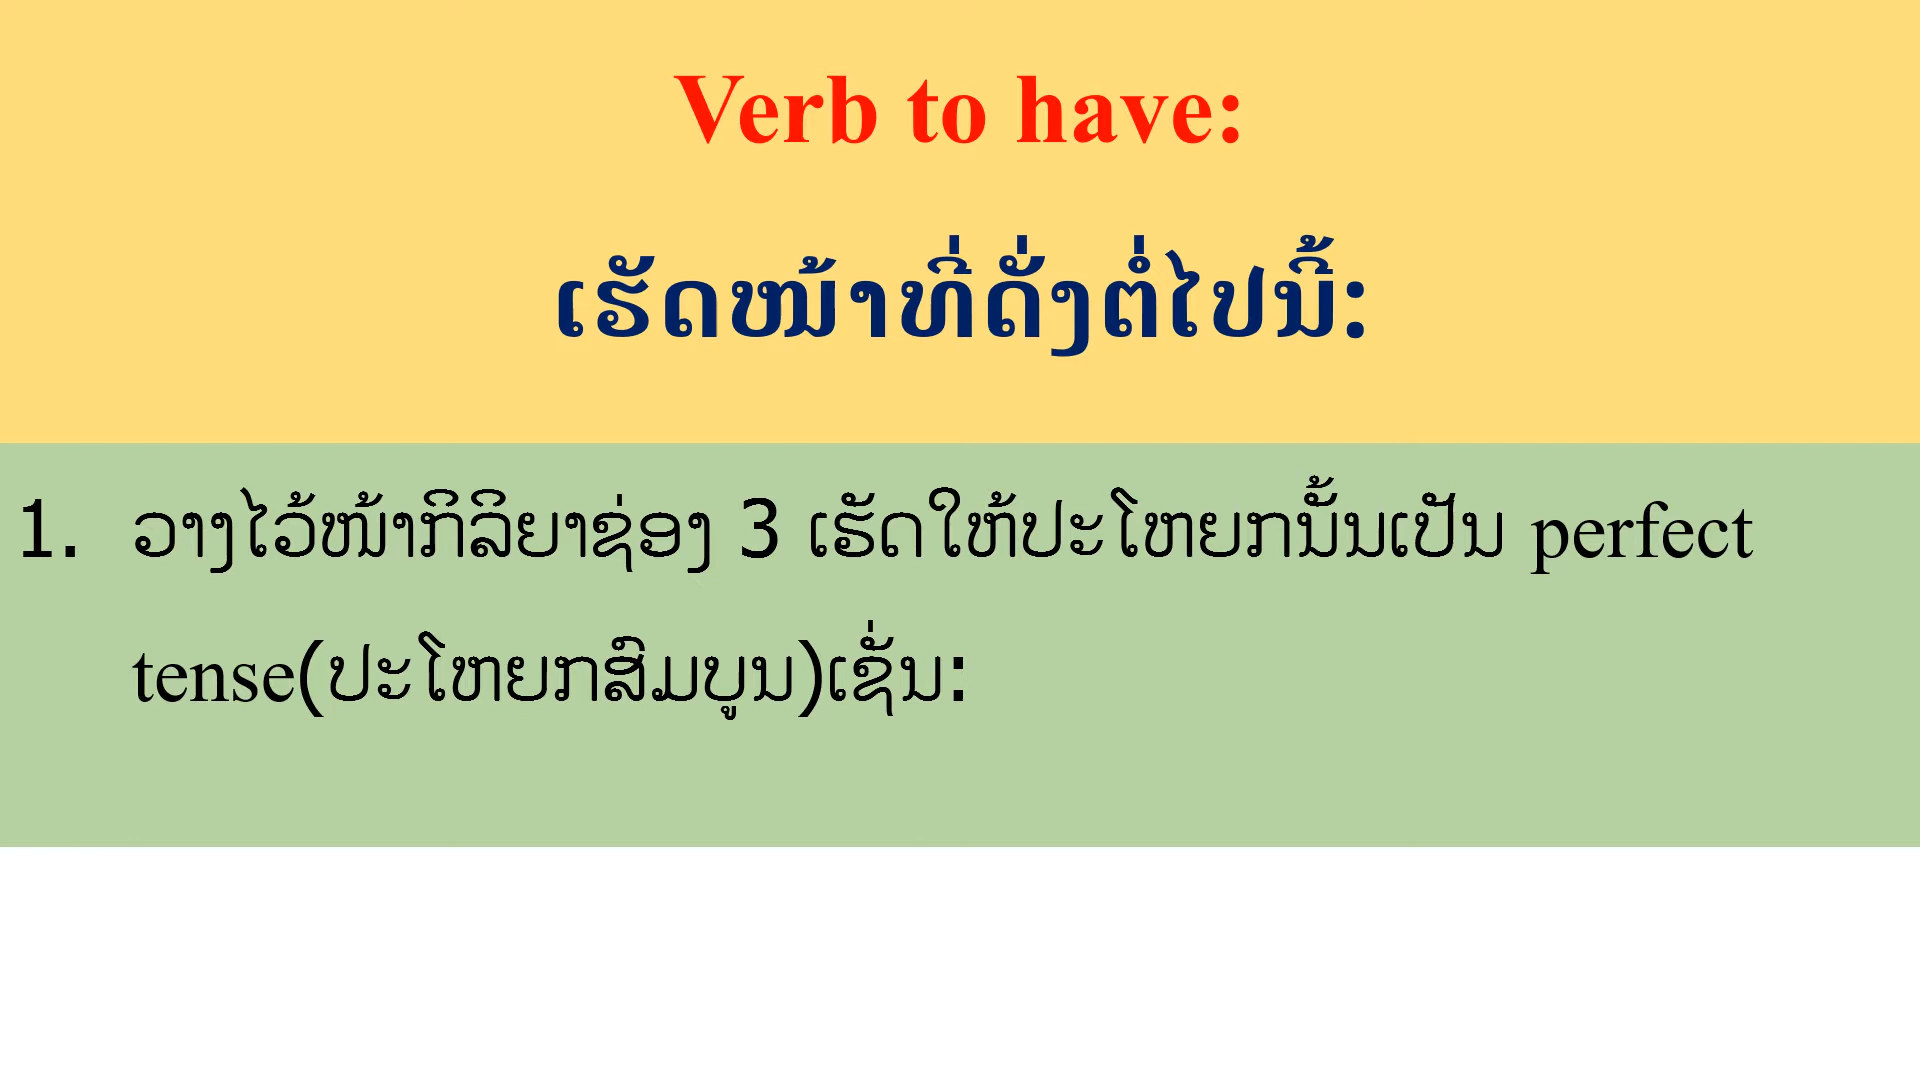 Verb to have:
ເຮັດໜ້າທີ່ດັ່ງຕໍ່ໄປນີ້:
1. ວາງໄວ້ໜ້າກິລິຍາຊ່ອງ 3 ເຮັດໃຫ້ປະໂຫຍກນັ້ນເປັນ perfect
tense(ປະໂຫຍກສົມບູນ)ເຊັ່ນ: